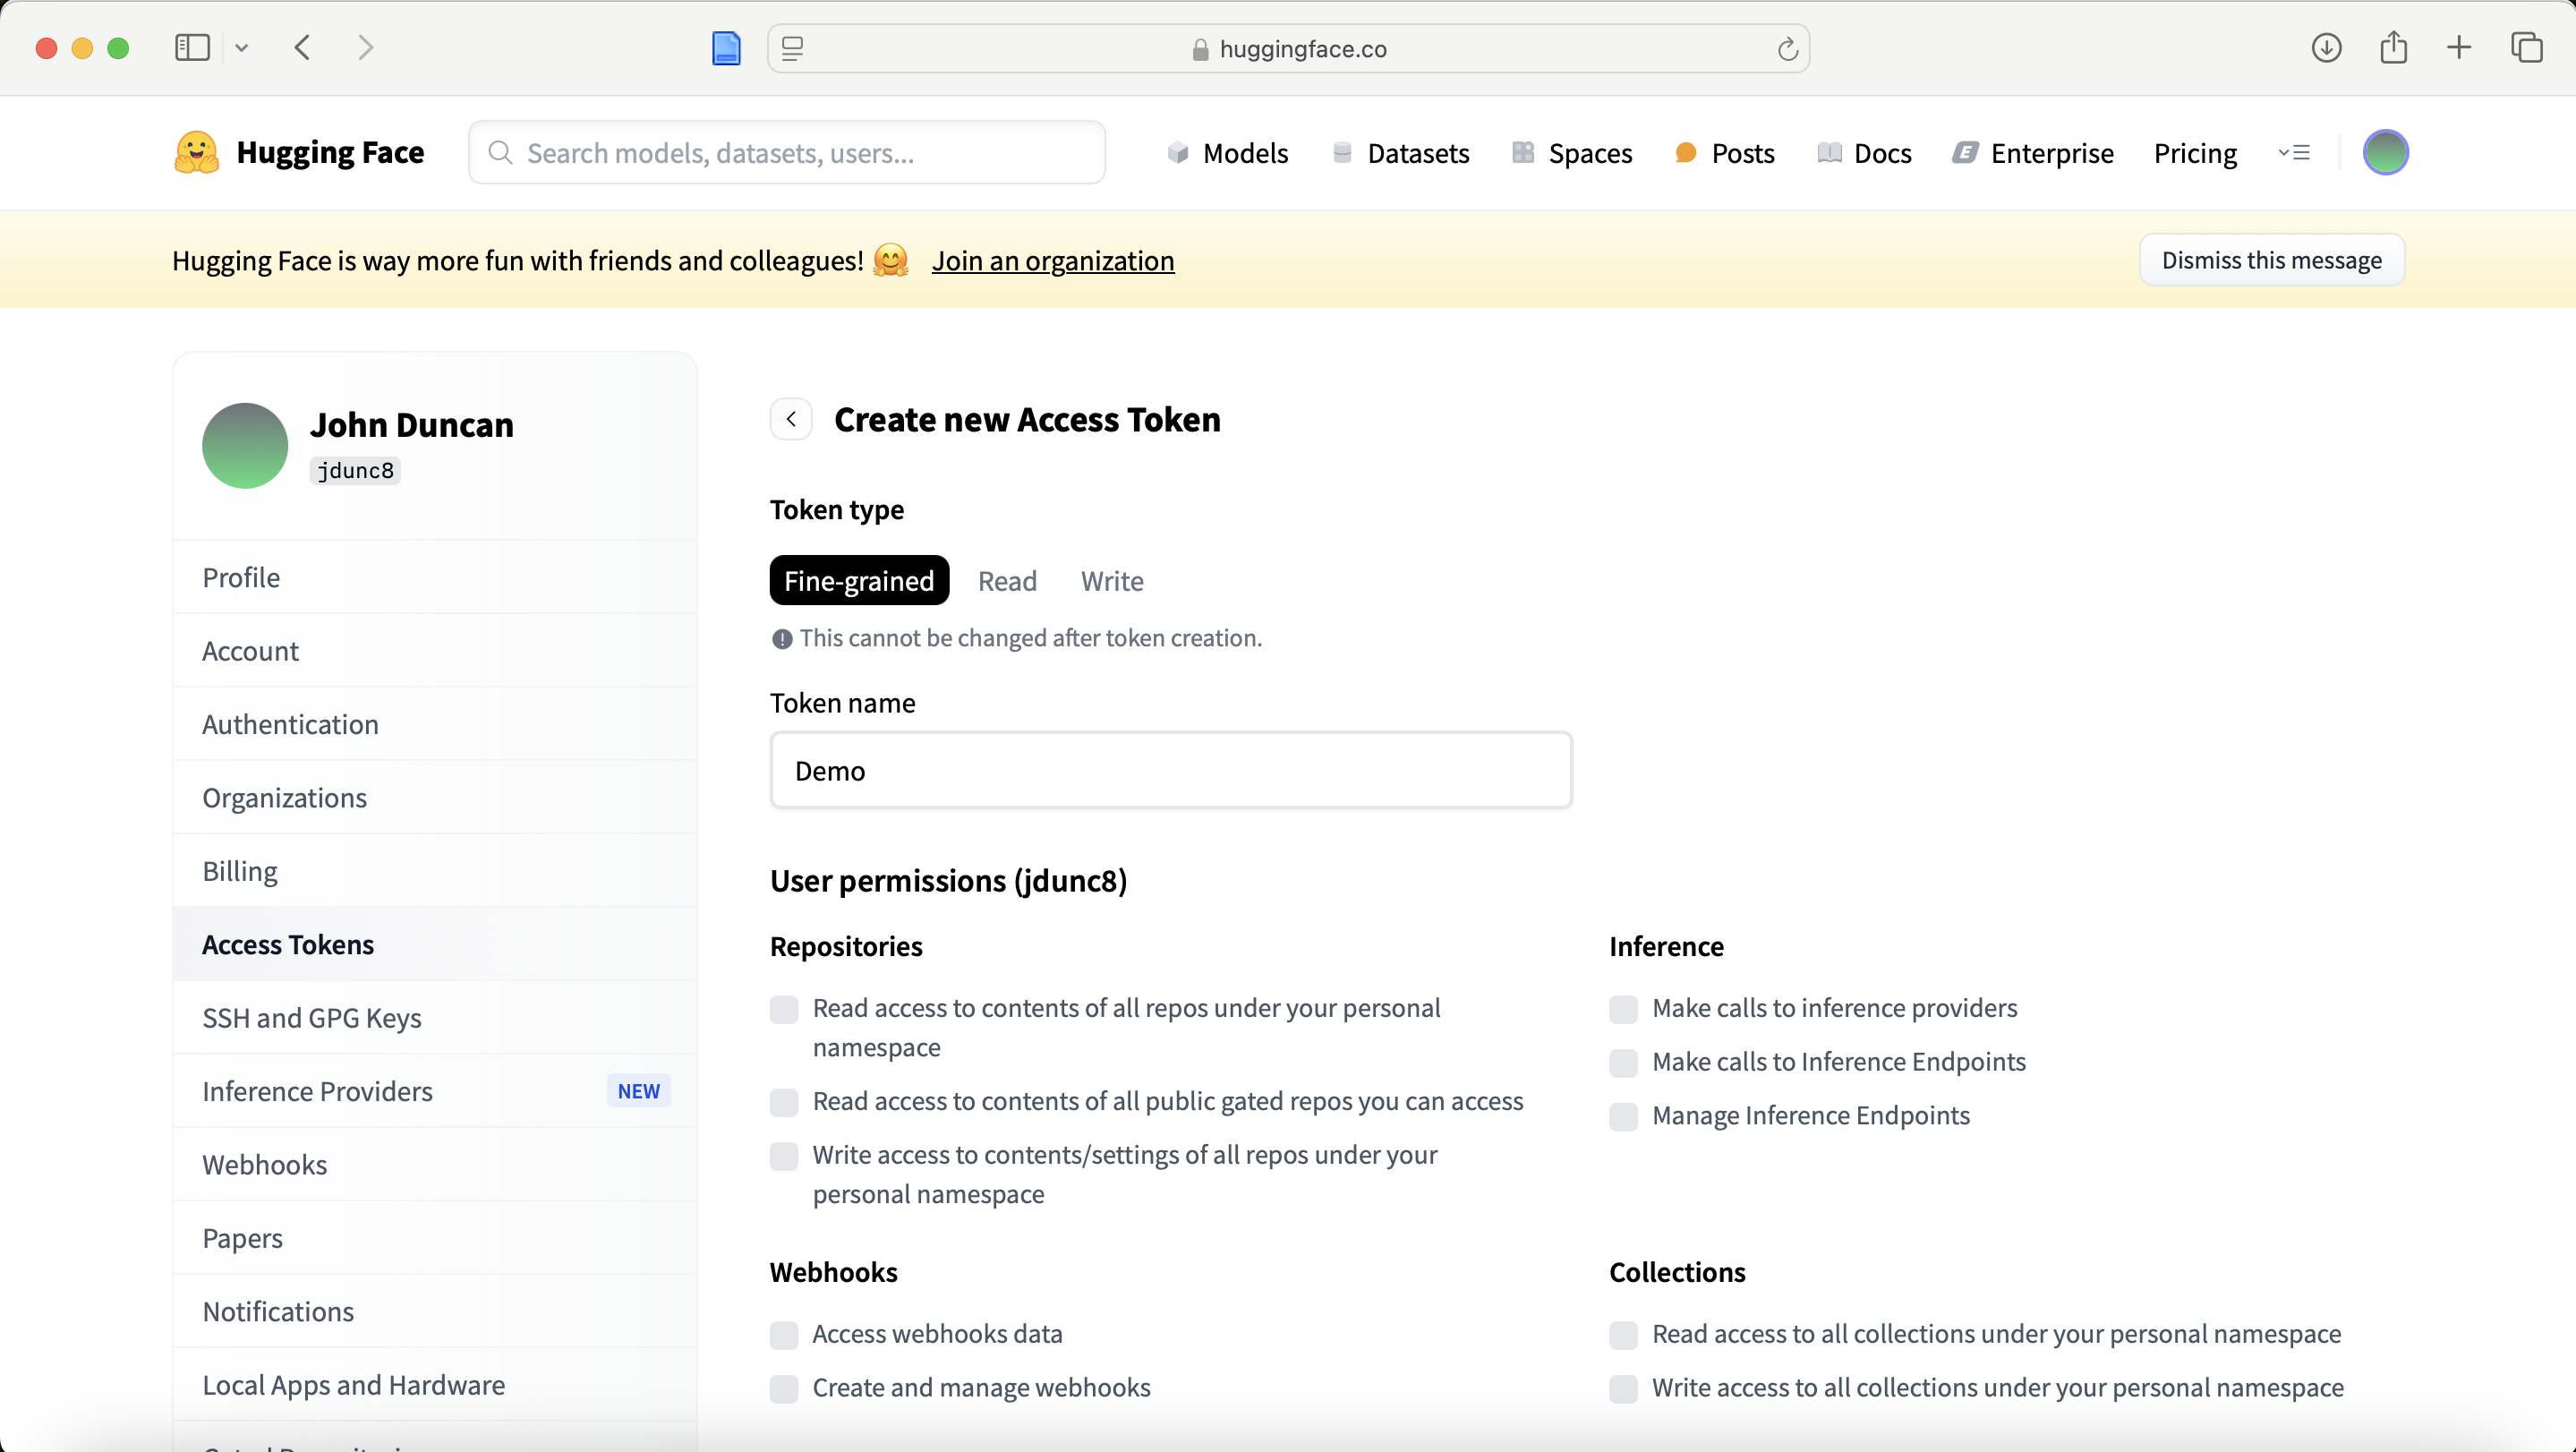 huggingface.co
Hugging Face
Search models, datasets, users...
Models
Datasets
Spaces
Posts
Docs
Enterprise
Pricing
Hugging Face is way more fun with friends and colleagues! 🤗 Join an organization
Dismiss this message
John Duncan
jdunc8
Profile
Account
Authentication
Organizations
Billing
Access Tokens
SSH and GPG Keys
Inference Providers
NEW
Webhooks
Papers
Notifications
Local Apps and Hardware
Create new Access Token
Token type
Fine-grained
Read
Write
This cannot be changed after token creation.
Token name
Demo
User permissions (jdunc8)
Repositories
Read access to contents of all repos under your personal
namespace
Read access to contents of all public gated repos you can access
Write access to contents/settings of all repos under your
personal namespace
Inference
Make calls to inference providers
Make calls to Inference Endpoints
Manage Inference Endpoints
Webhooks
Access webhooks data
Create and manage webhooks
Collections
Read access to all collections under your personal namespace
Write access to all collections under your personal namespace